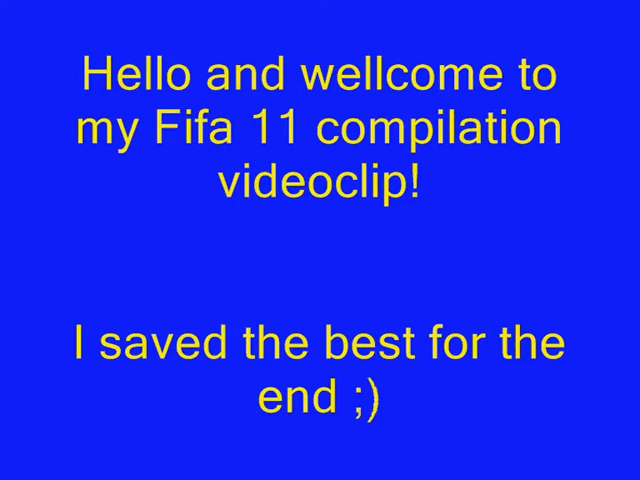 Hello and wellcome to
my Fifa 11 compilation
videoclip!
I saved the best for the
end ;)